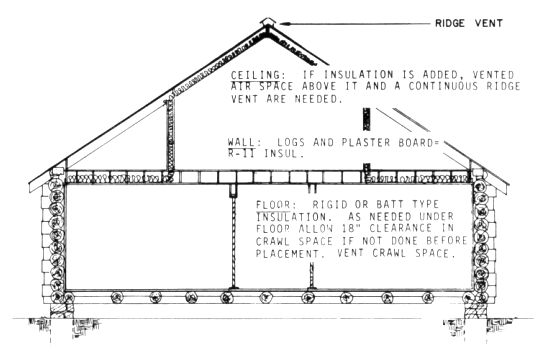 RIDGE VENT
CEILING: IF INSULATION IS ADDED, VENTED
AIR SPACE ABOVE IT AND A CONTINUOUS RIDGE
VENT ARE NEEDED.
WALL: LOGS AND PLASTER BOARD=
R-11 INSUL.
FLOOR: RIGID OR BATT TYPE
INSULATION. AS NEEDED UNDER
FLOOR ALLOW 18" CLEARANCE IN
CRAWL SPACE IF NOT DONE BEFORE
PLACEMENT. VENT CRAWL SPACE.